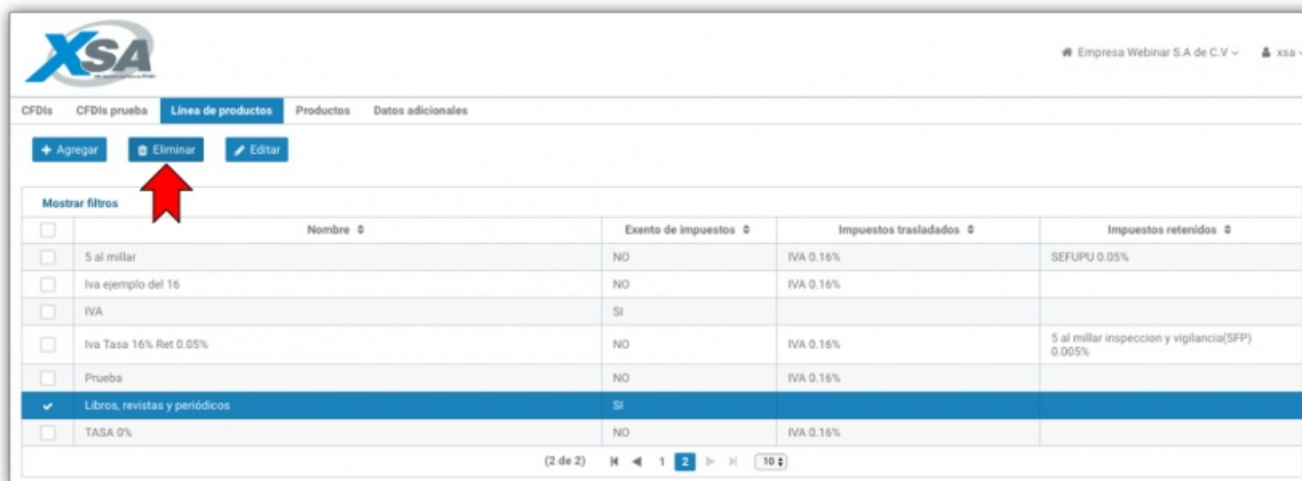 XSA
Empresa Webinar S.A de C.V xsa
CFDIs CFDIs prueba Línea de productos Productos Datos adicionales
Agregar Eliminar Editar
Mostrar filtros
Nombre Exento de impuestos Impuestos trasladados Impuestos retenidos
5 al millar NO IVA 0.16% SEFUPU 0.05%
Iva ejemplo del 16 NO IVA 0.16%
IVA SI
Iva Tasa 16% Ret 0.05% NO IVA 0.16% 5 al millar inspeccion y vigilancia(SFP)
0.005%
Prueba NO IVA 0.16%
Libros, revistas y periódicos SI
TASA 0% NO IVA 0.16%
(2 de 2) 1 2 10